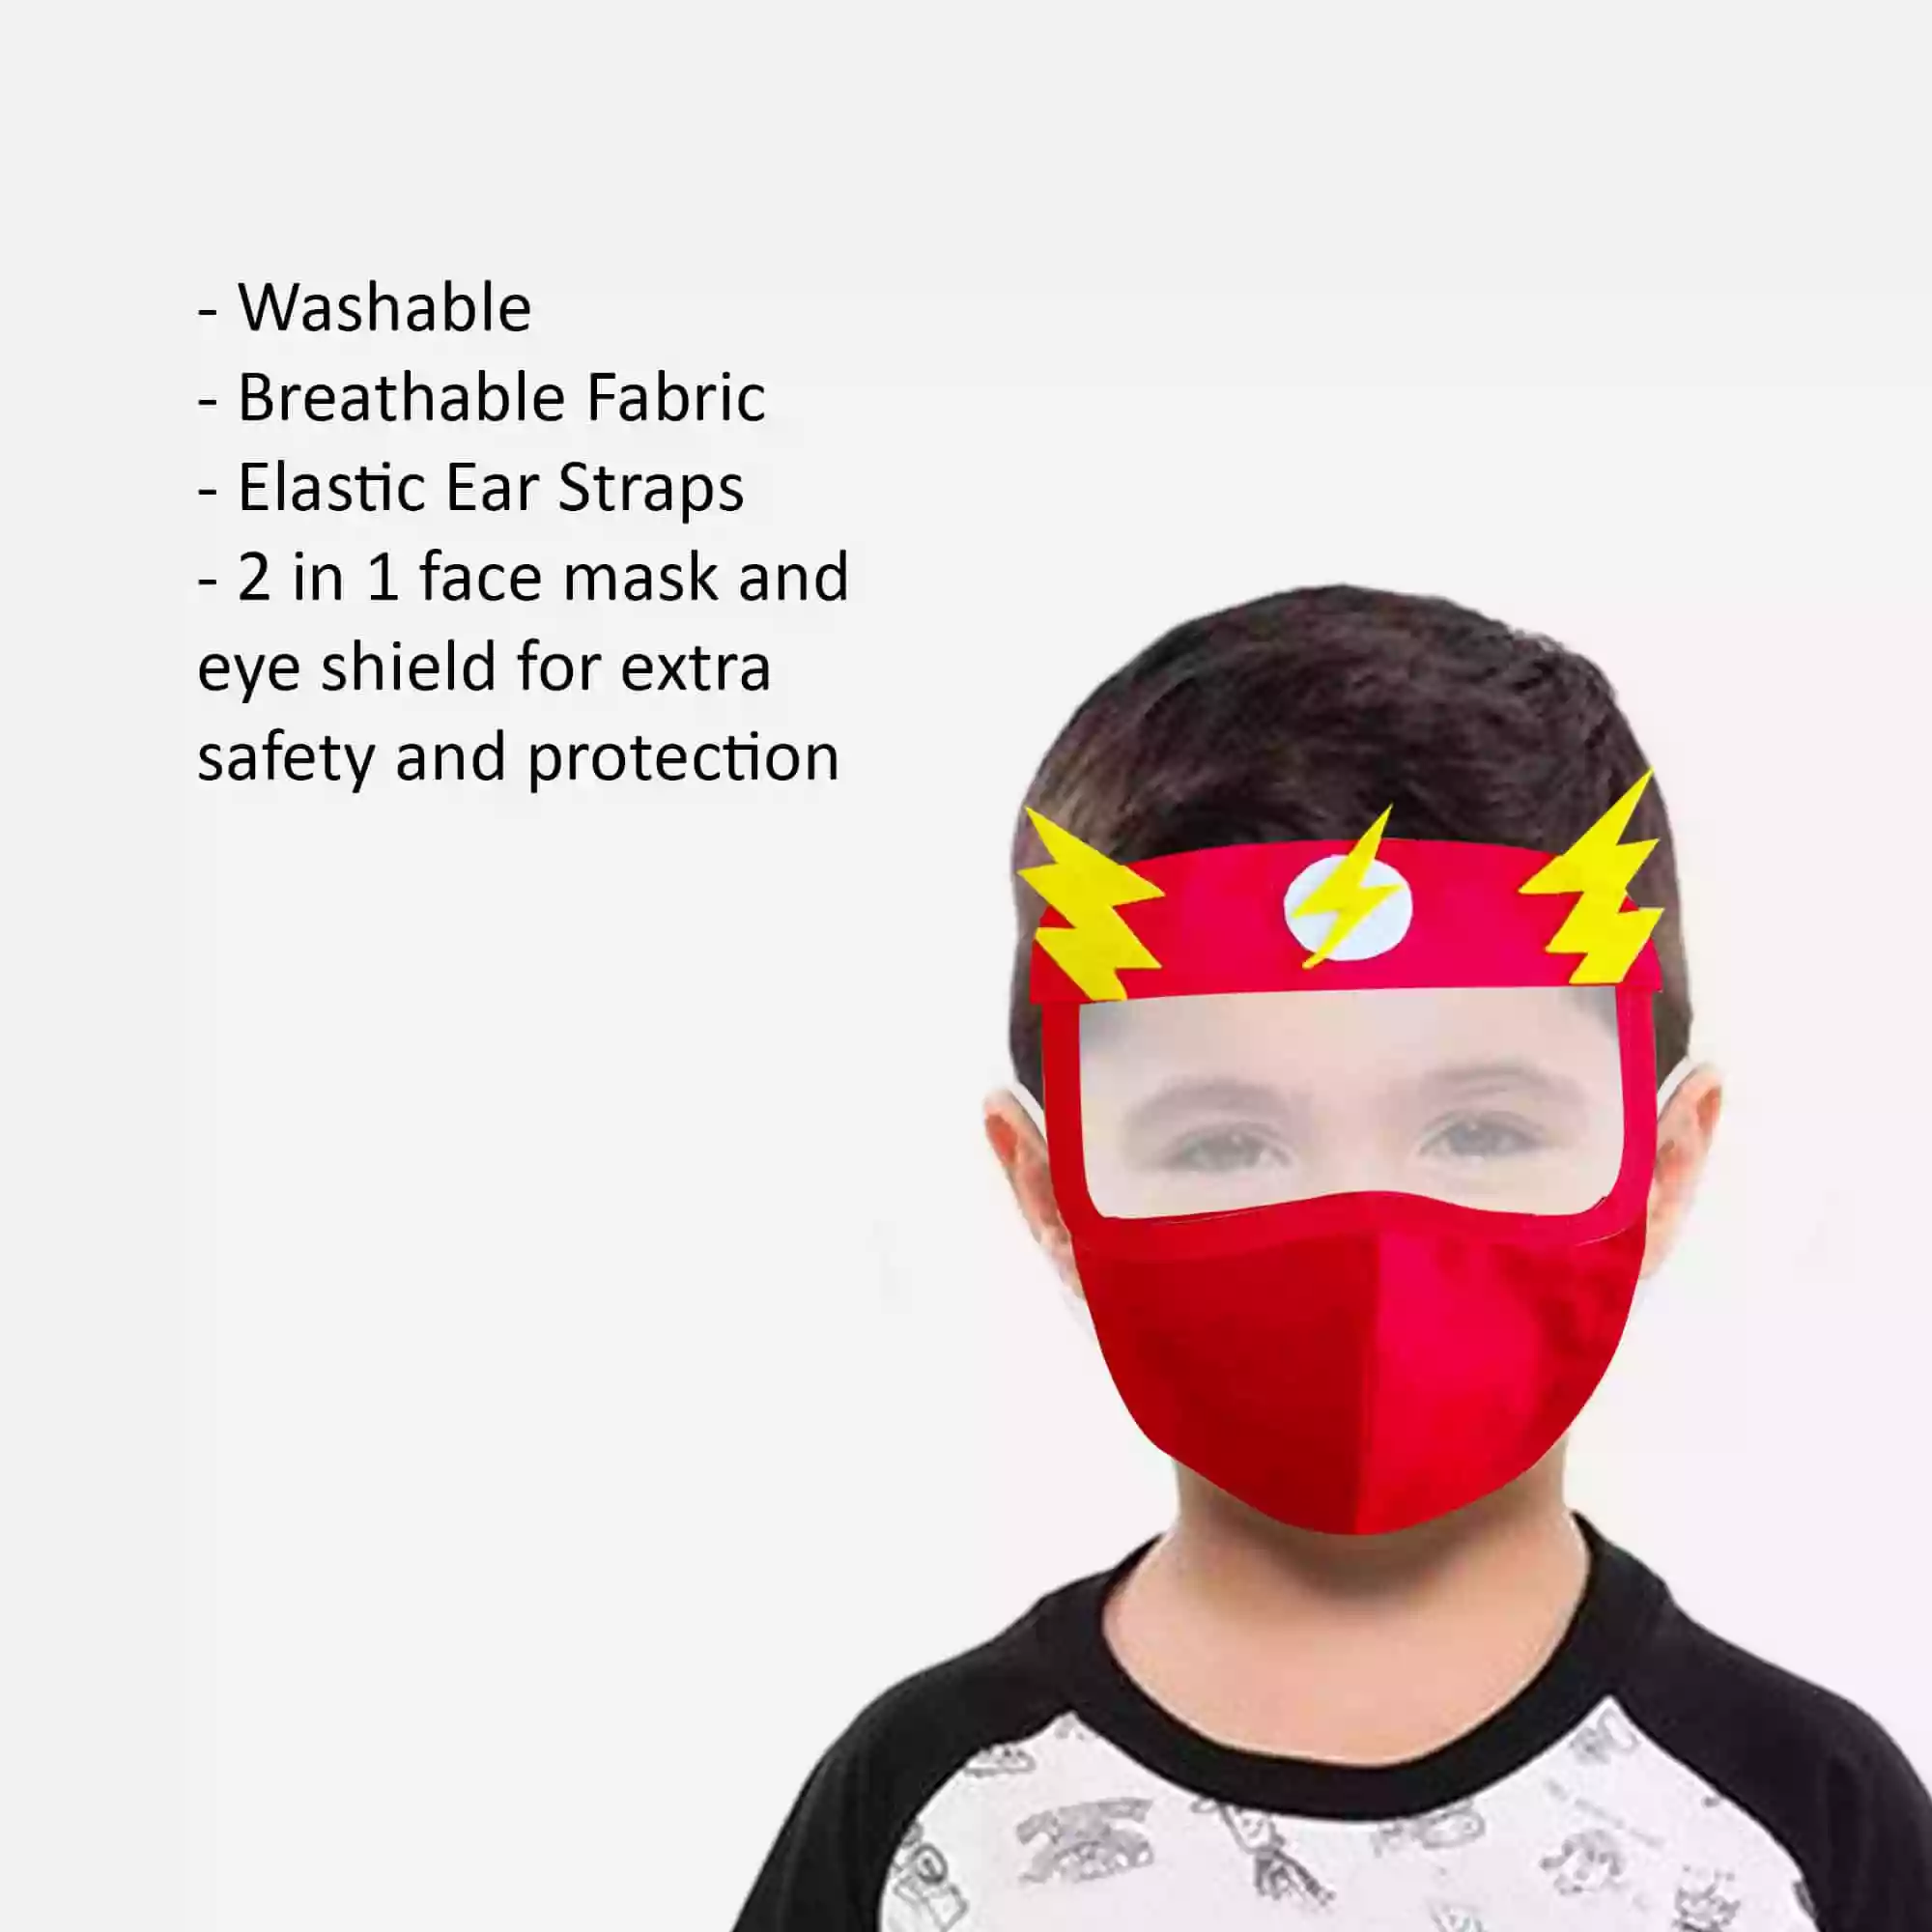 - Washable
- Breathable Fabric
- Elastic Ear Straps
- 2 in 1 face mask and
eye shield for extra
safety and protection